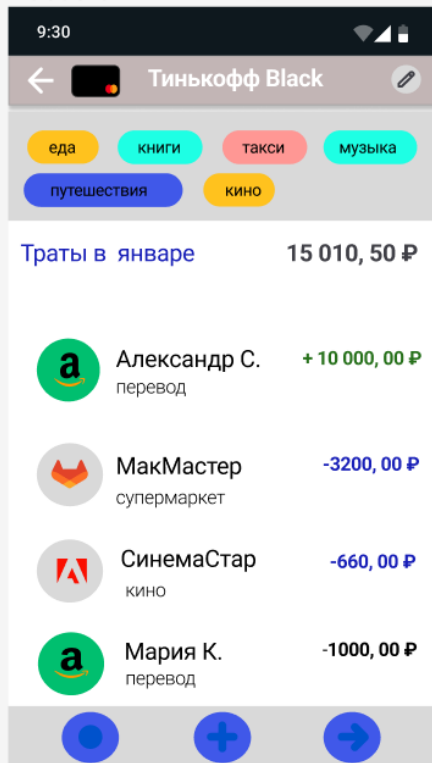 9:30
Тинькофф Black
еда книги такси музыка
путешествия кино
Траты в январе 15 010, 50 ₽
Александр С. + 10 000, 00 ₽
перевод
МакМастер -3200, 00 ₽
супермаркет
СинемаСтар -660, 00 ₽
кино
Мария К. -1000, 00 ₽
перевод